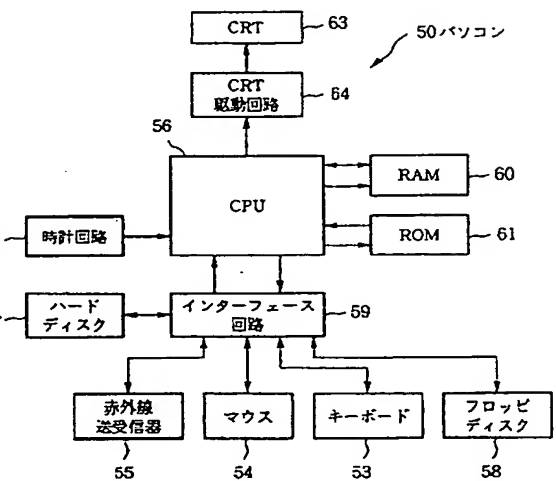 CRT
63
50パソコン
CRT
駆動回路
64
56
CPU
RAM
60
ROM
61
時計回路
ハード
ディスク
インターフェース
回路
59
赤外線
送受信器
マウス
キーボード
フロッピ
ディスク
55
54
53
58